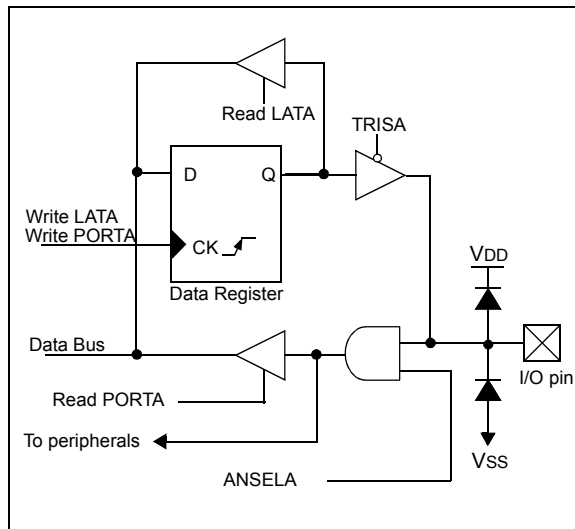 Read LATA
TRISA
D
Q
Write LATA
Write PORTA
CK
VDD
Data Register
Data Bus
I/O pin
Read PORTA
To peripherals
VSS
ANSELA